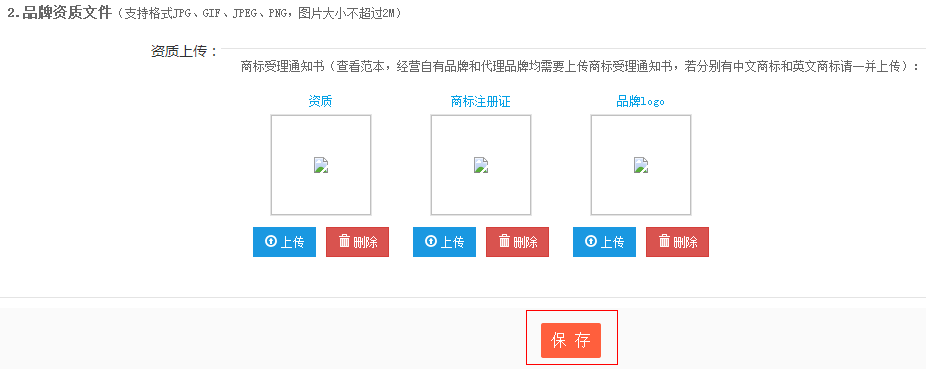 2.品牌资质文件（支持格式JPG、GIF、JPEG、PNG，图片大小不超过2M）
资质上传：
商标受理通知书（查看范本，经营自有品牌和代理品牌均需要上传商标受理通知书，若分别有中文商标和英文商标请一并上传）：
资质 商标注册证 品牌logo
上传 删除 上传 删除 上传 删除
保 存